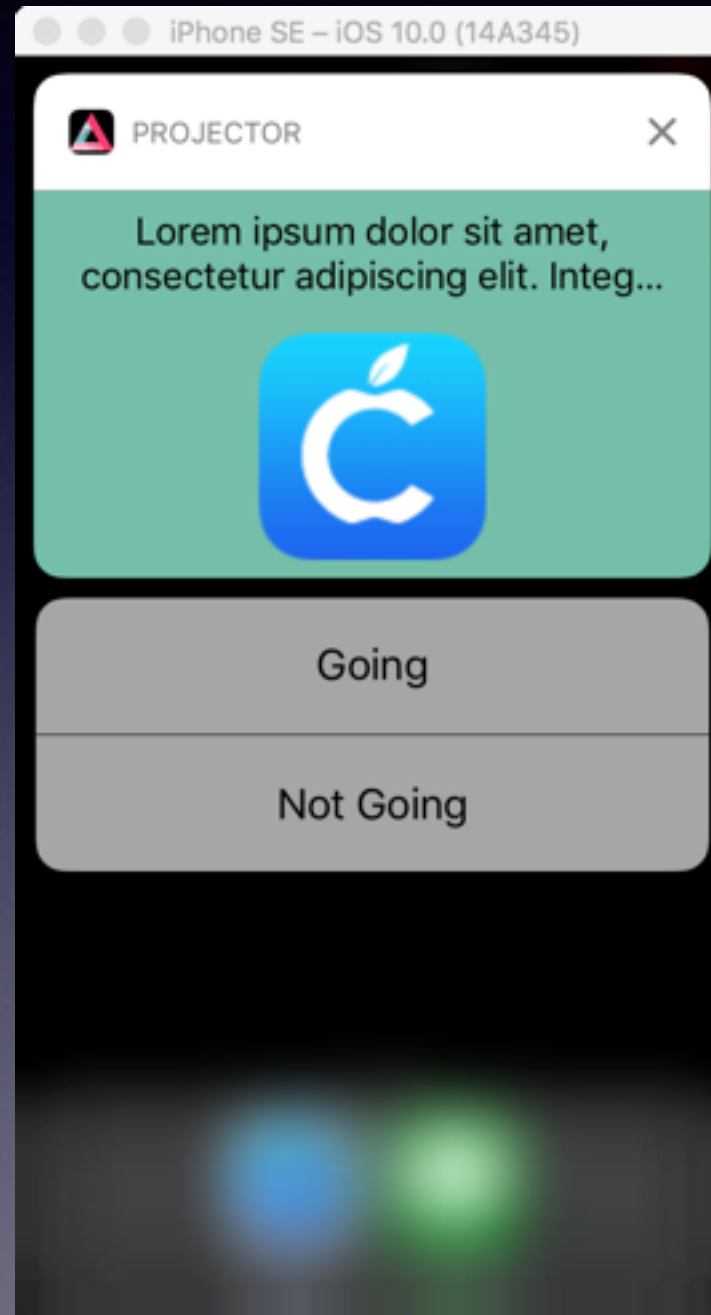 iPhone SE – iOS 10.0 (14A345)
PROJECTOR
Lorem ipsum dolor sit amet,
consectetur adipiscing elit. Integ...
Going
Not Going